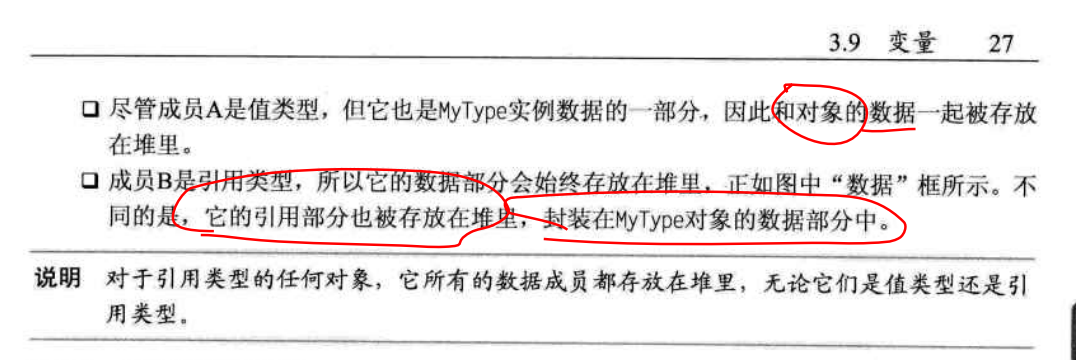 3.9 变量 27
❑ 尽管成员A是值类型，但它也是MyType实例数据的一部分，因此和对象的数据一起被存放
在堆里。
❑ 成员B是引用类型，所以它的数据部分会始终存放在堆里，正如图中“数据”框所示。不
同的是，它的引用部分也被存放在堆里，封装在MyType对象的数据部分中。
说明 对于引用类型的任何对象，它所有的数据成员都存放在堆里，无论它们是值类型还是引
用类型。